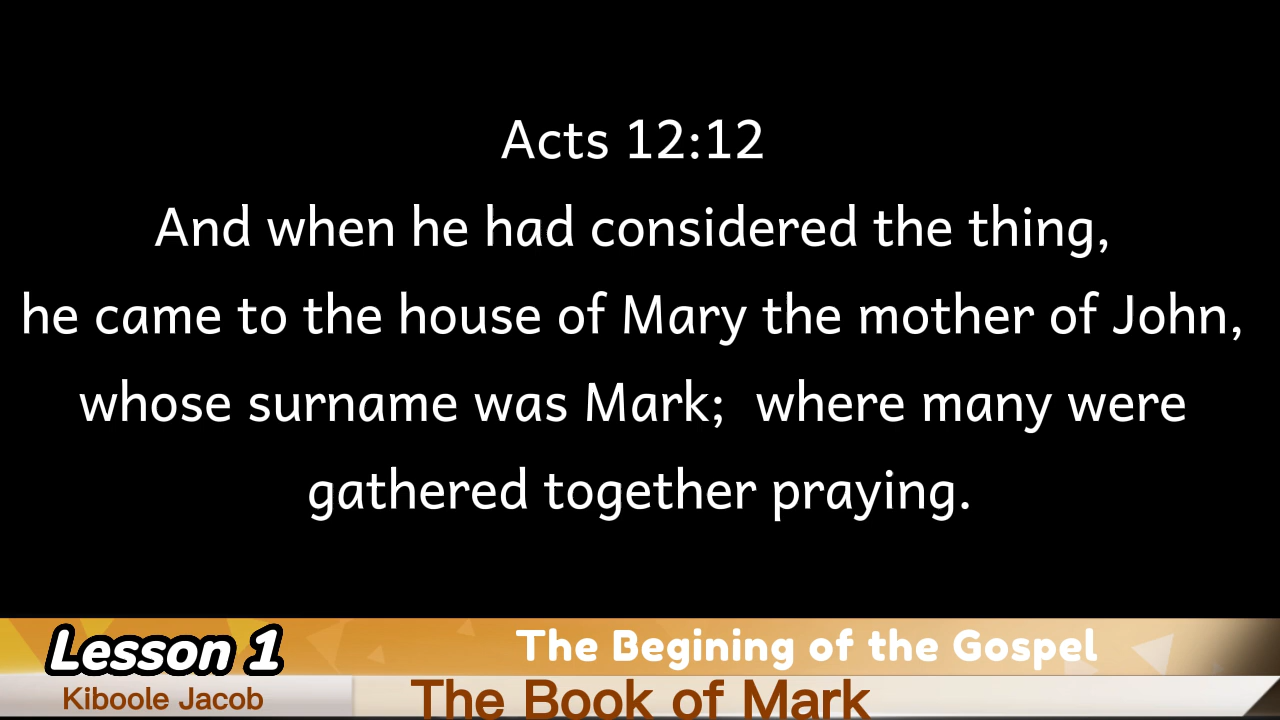 Acts 12:12
And when he had considered the thing,
he came to the house of Mary the mother of John,
whose surname was Mark;  where many were
gathered together praying.
Lesson 1
The Begining of the Gospel
Kiboole Jacob
The Book of Mark